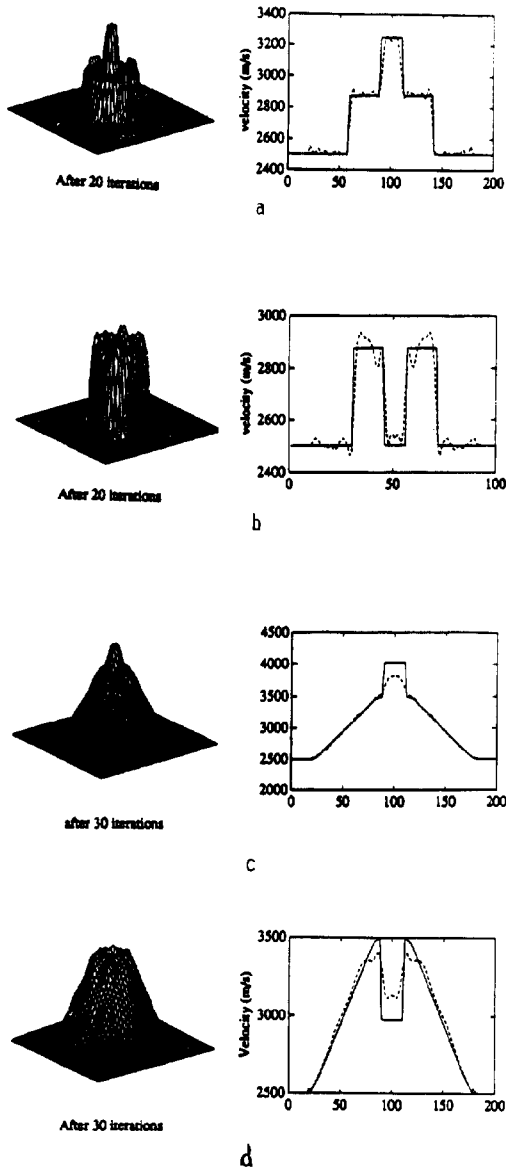 3400
3200
3000
2800
2600
2400
velocity (m/s)
0 50 100 150 200
After 20 iterations
a
3000
2800
2600
2400
velocity (m/s)
0 50 100
After 20 iterations
b
4500
4000
3500
3000
2500
2000
0 50 100 150 200
after 30 iterations
c
3500
3000
2500
Velocity (m/s)
0 50 100 150 200
After 30 iterations
d